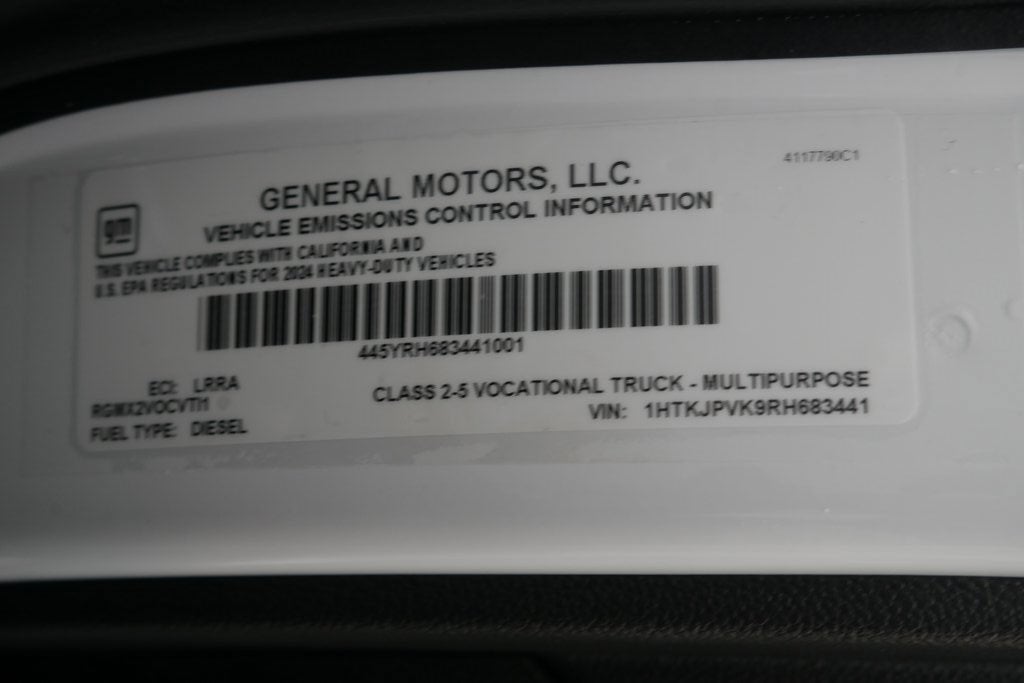 4117790C1
GENERAL MOTORS, LLC.
gm
VEHICLE EMISSIONS CONTROL INFORMATION
THIS VEHICLE COMPLIES WITH CALIFORNIA AND
U.S. EPA REGULATIONS FOR 2024 HEAVY-DUTY VEHICLES
445YRH683441001
ECI: LRRA
CLASS 2-5 VOCATIONAL TRUCK - MULTIPURPOSE
RGMX2VOCVTH
VIN: 1HTKJPVK9RH683441
FUEL TYPE: DIESEL